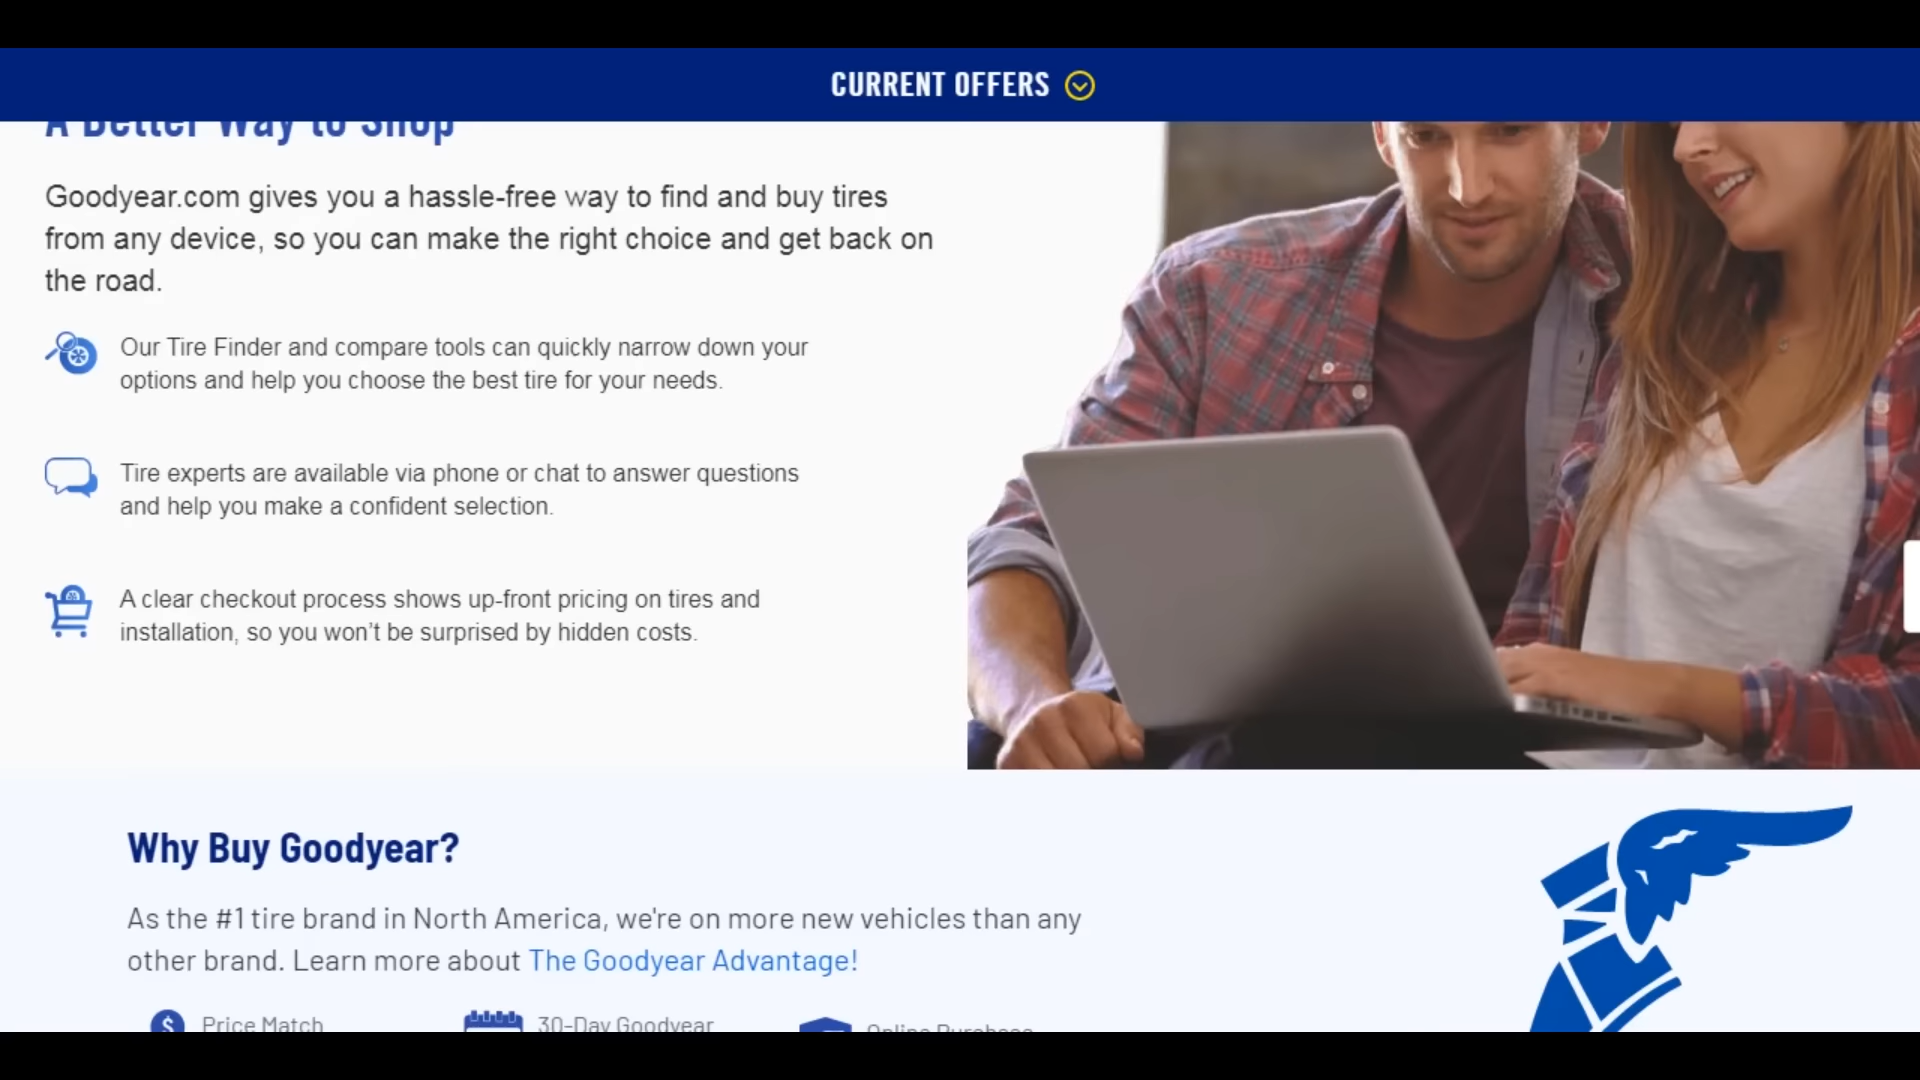 CURRENT OFFERS
A Better Way to Shop
Goodyear.com gives you a hassle-free way to find and buy tires
from any device, so you can make the right choice and get back on
the road.
Our Tire Finder and compare tools can quickly narrow down your
options and help you choose the best tire for your needs.
Tire experts are available via phone or chat to answer questions
and help you make a confident selection.
A clear checkout process shows up-front pricing on tires and
installation, so you won’t be surprised by hidden costs.
Why Buy Goodyear?
As the #1 tire brand in North America, we're on more new vehicles than any
other brand. Learn more about The Goodyear Advantage!
Price Match
30-Day Goodyear
Online Purchase